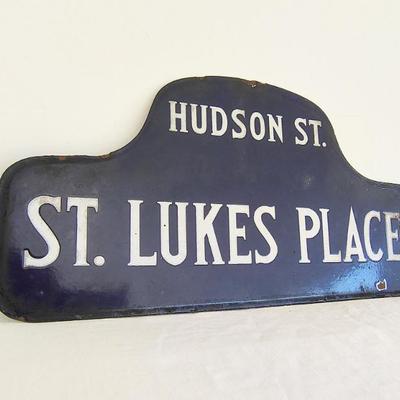 HUDSON ST.
ST. LUKES PLACE